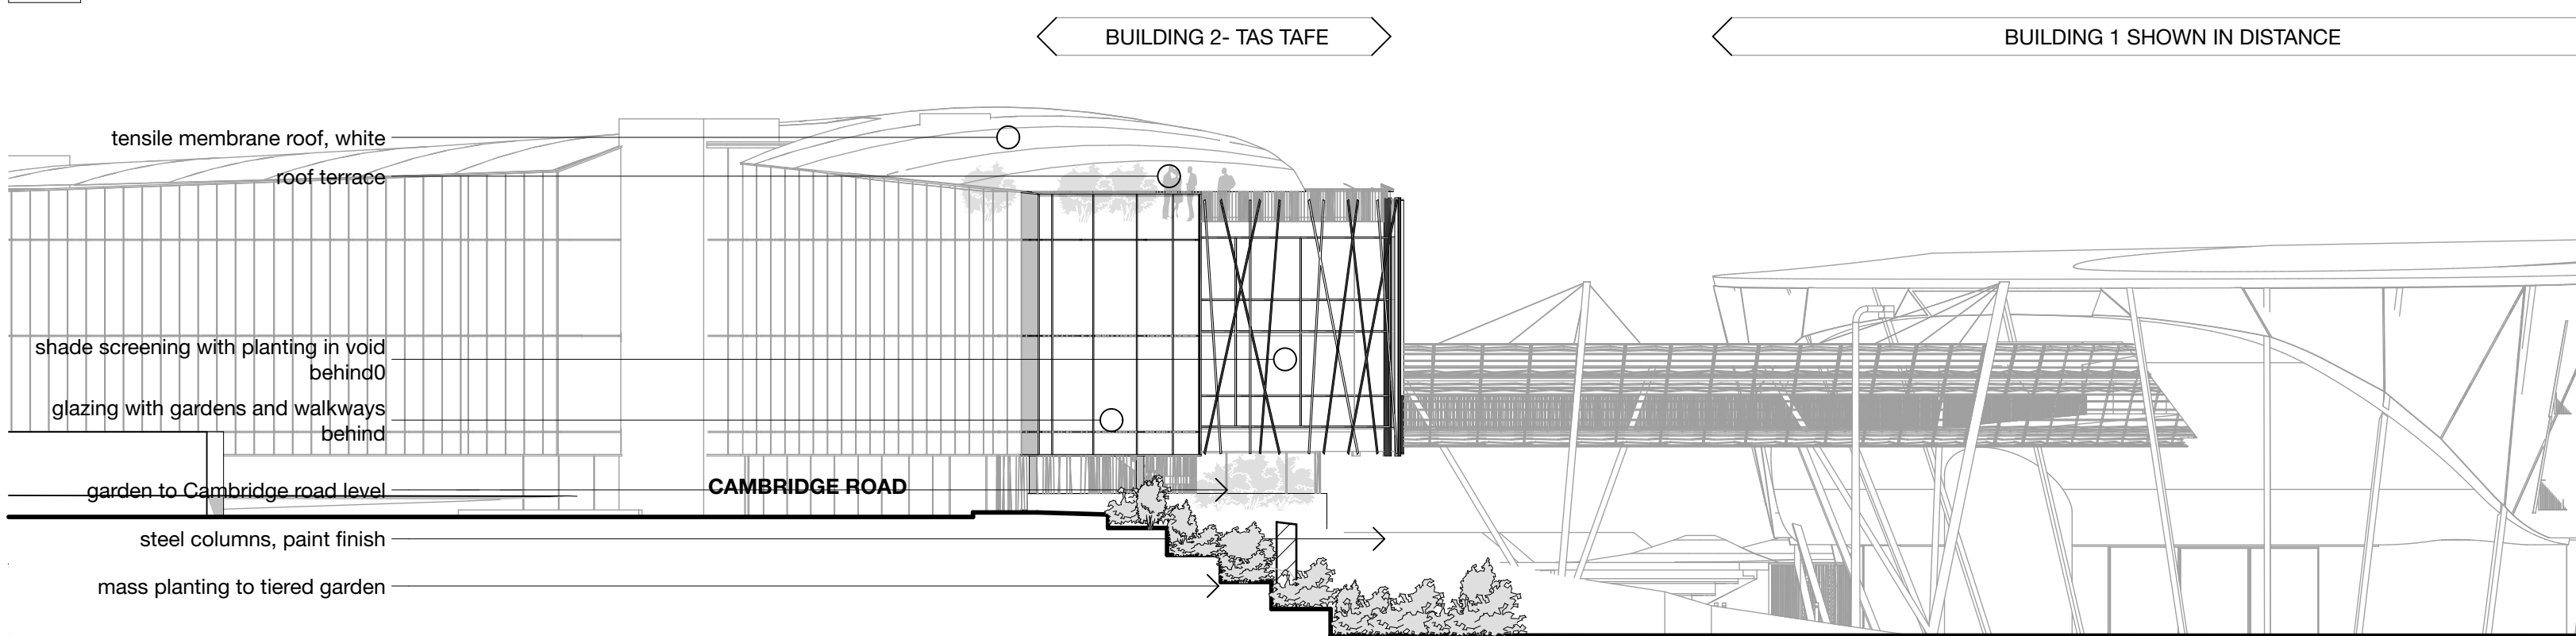 BUILDING 2- TAS TAFE
BUILDING 1 SHOWN IN DISTANCE
tensile membrane roof, white
roof terrace
shade screening with planting in void
behind0
glazing with gardens and walkways
behind
garden to Cambridge road level
CAMBRIDGE ROAD
steel columns, paint finish
mass planting to tiered garden